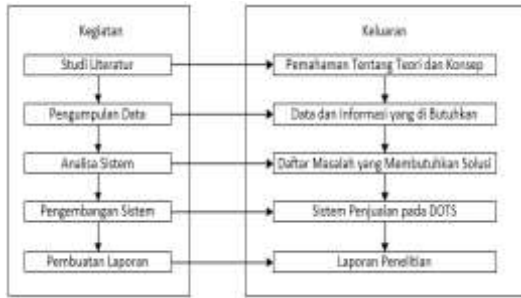 Kegiatan
Keluaran
Studi Literatur
Pemahaman Tentang Teori dan Konsep
Pengumpulan Data
Data dan Informasi yang di Butuhkan
Analisa Sistem
Daftar Masalah yang Membutuhkan Solusi
Pengembangan Sistem
Sistem Penjualan pada DOTS
Pembuatan Laporan
Laporan Penelitian